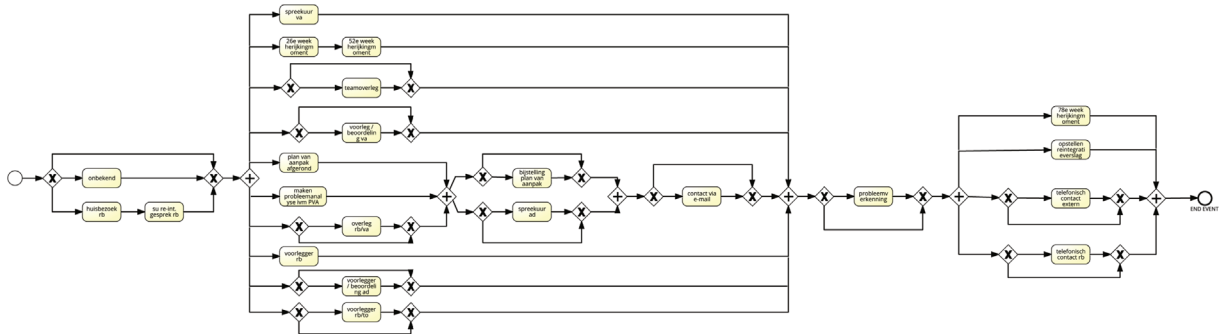 spreekuur
va
26e week
herijkingm
oment
52e week
herijkingm
oment
teamoverleg
voorleg /
beoordelin
g va
plan van
aanpak
afgerond
maken
probleemanal
yse ivm PVA
overleg
rb/va
bijstelling
plan van
aanpak
spreekuur
ad
contact via
e-mail
onbekend
huisbezoek
rb
su re-int.
gesprek rb
voorlegger
rb
voorlegger
/ beoordeli
ng ad
voorlegger
rb/to
probleemv
erkenning
78e week
herijkingm
oment
opstellen
reintegrati
everslag
telefonisch
contact
extern
telefonisch
contact rb
END EVENT